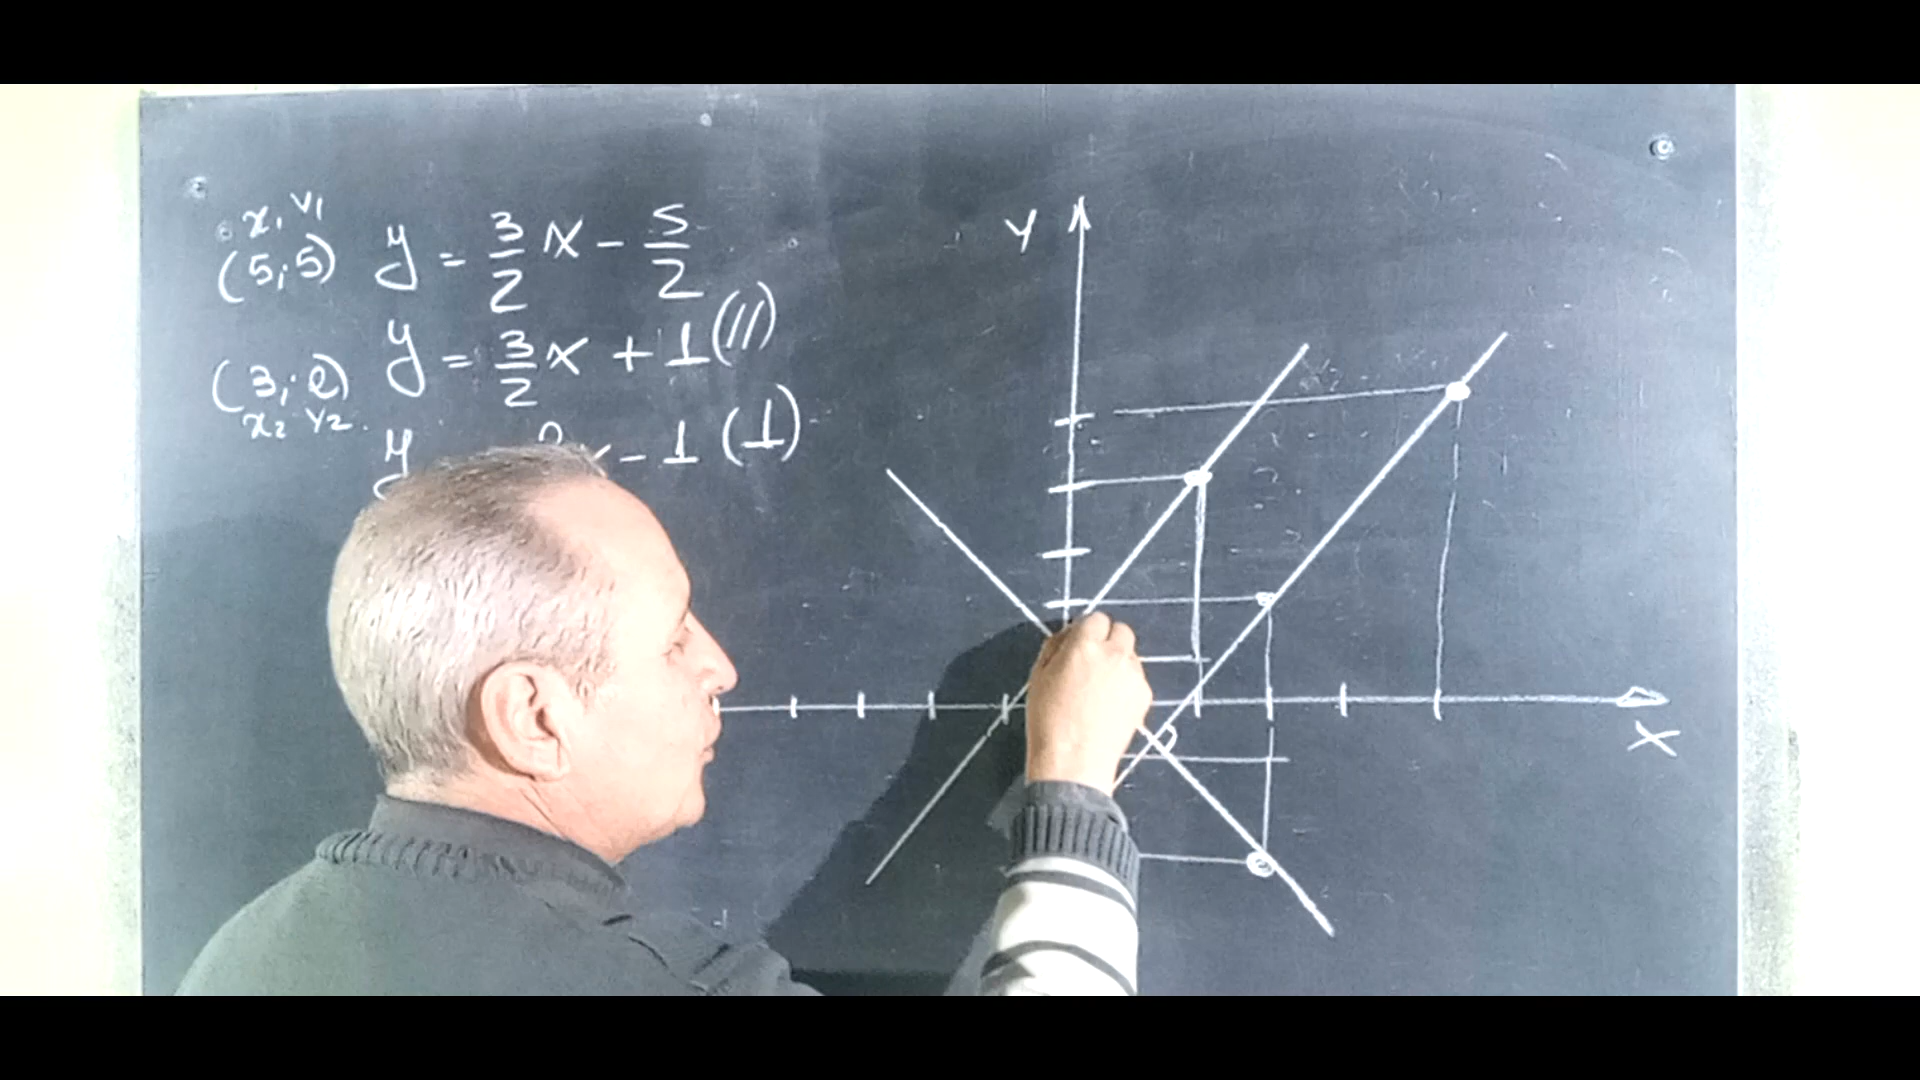 x₁ y₁
(5; 5) y = 3/2 x - 5/2
y = 3/2 x + 1 (//)
(3; 2)
x₂ y₂
y x - 1 (⊥)
y
x